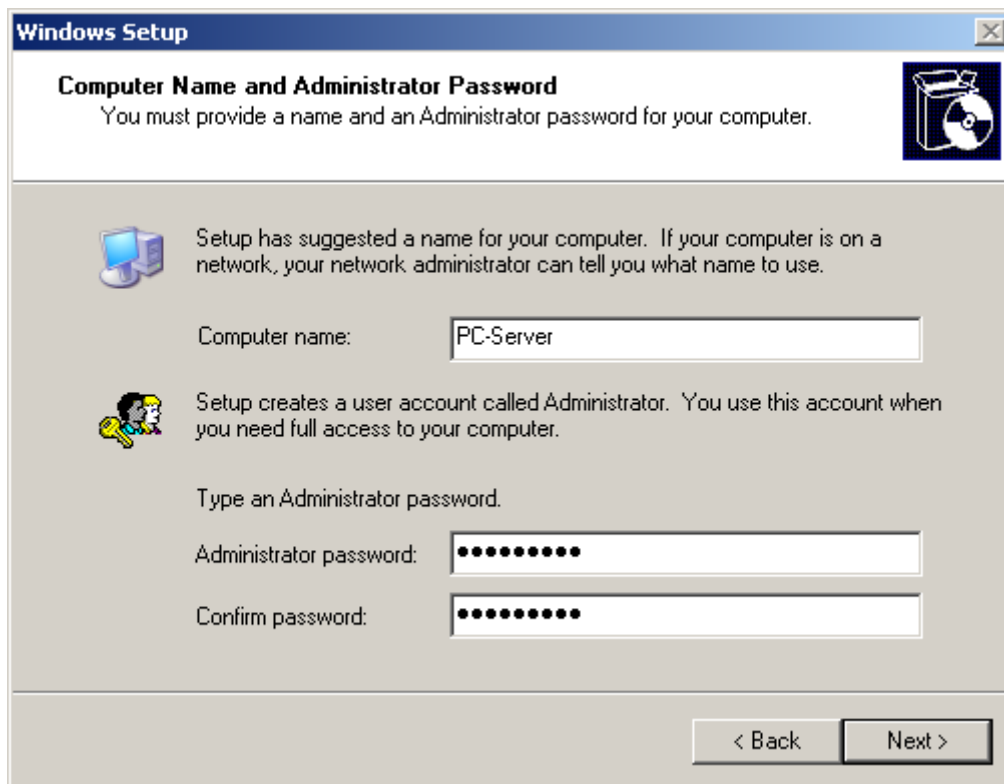 Windows Setup
Computer Name and Administrator Password
You must provide a name and an Administrator password for your computer.
Setup has suggested a name for your computer.  If your computer is on a
network, your network administrator can tell you what name to use.
Computer name:
PC-Server
Setup creates a user account called Administrator.  You use this account when
you need full access to your computer.
Type an Administrator password.
Administrator password:
●●●●●●●●●
Confirm password:
●●●●●●●●●
< Back
Next >